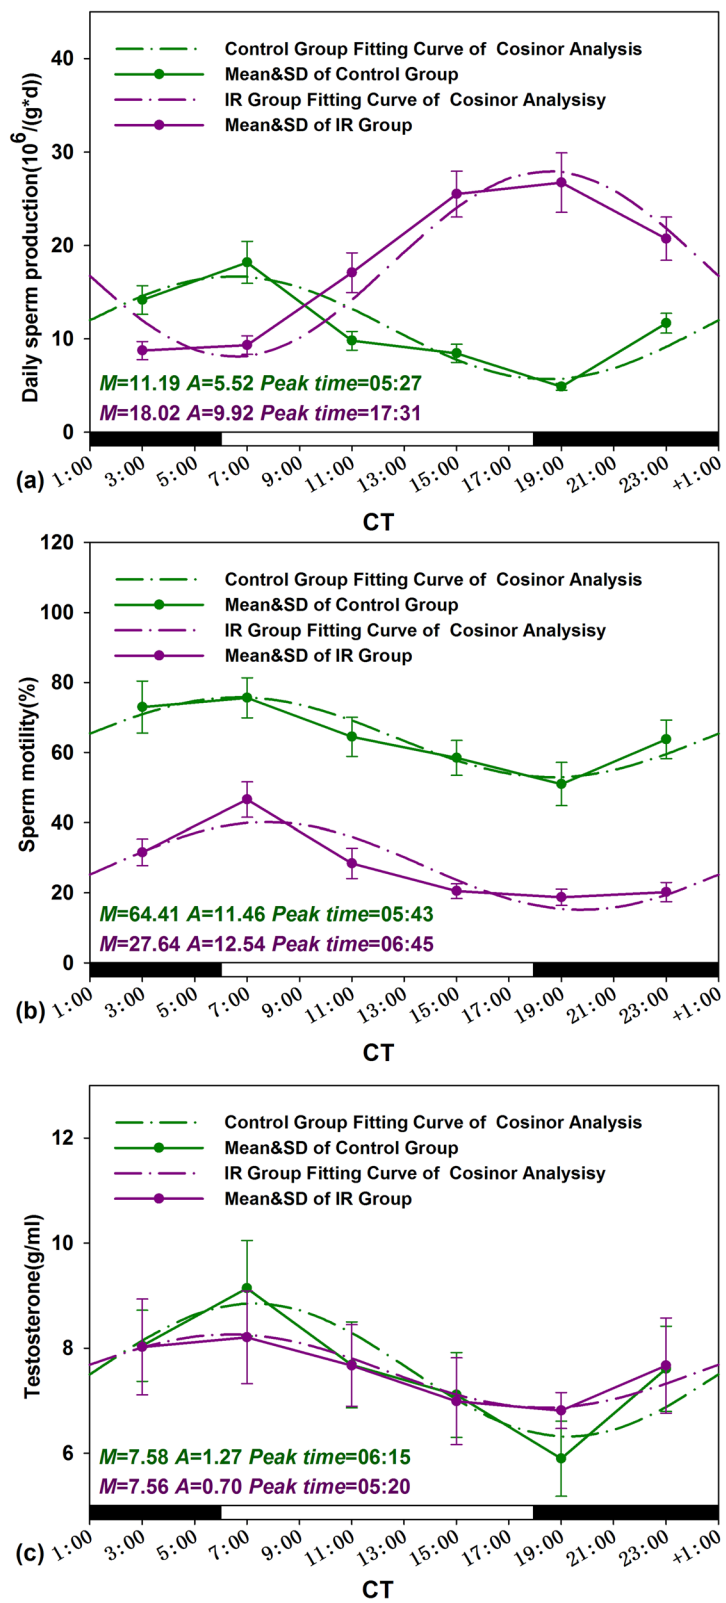 40
30
20
10
0
Daily sperm production(10⁶/(g*d))
Control Group Fitting Curve of Cosinor Analysis
Mean&SD of Control Group
IR Group Fitting Curve of Cosinor Analysisy
Mean&SD of IR Group
M=11.19 A=5.52 Peak time=05:27
M=18.02 A=9.92 Peak time=17:31
1:00 3:00 5:00 7:00 9:00 11:00 13:00 15:00 17:00 19:00 21:00 23:00 +1:00
(a)
CT
120
100
80
60
40
20
0
Sperm motility(%)
Control Group Fitting Curve of Cosinor Analysis
Mean&SD of Control Group
IR Group Fitting Curve of Cosinor Analysisy
Mean&SD of IR Group
M=64.41 A=11.46 Peak time=05:43
M=27.64 A=12.54 Peak time=06:45
1:00 3:00 5:00 7:00 9:00 11:00 13:00 15:00 17:00 19:00 21:00 23:00 +1:00
(b)
CT
12
10
8
6
Testosterone(g/ml)
Control Group Fitting Curve of Cosinor Analysis
Mean&SD of Control Group
IR Group Fitting Curve of Cosinor Analysisy
Mean&SD of IR Group
M=7.58 A=1.27 Peak time=06:15
M=7.56 A=0.70 Peak time=05:20
1:00 3:00 5:00 7:00 9:00 11:00 13:00 15:00 17:00 19:00 21:00 23:00 +1:00
(c)
CT